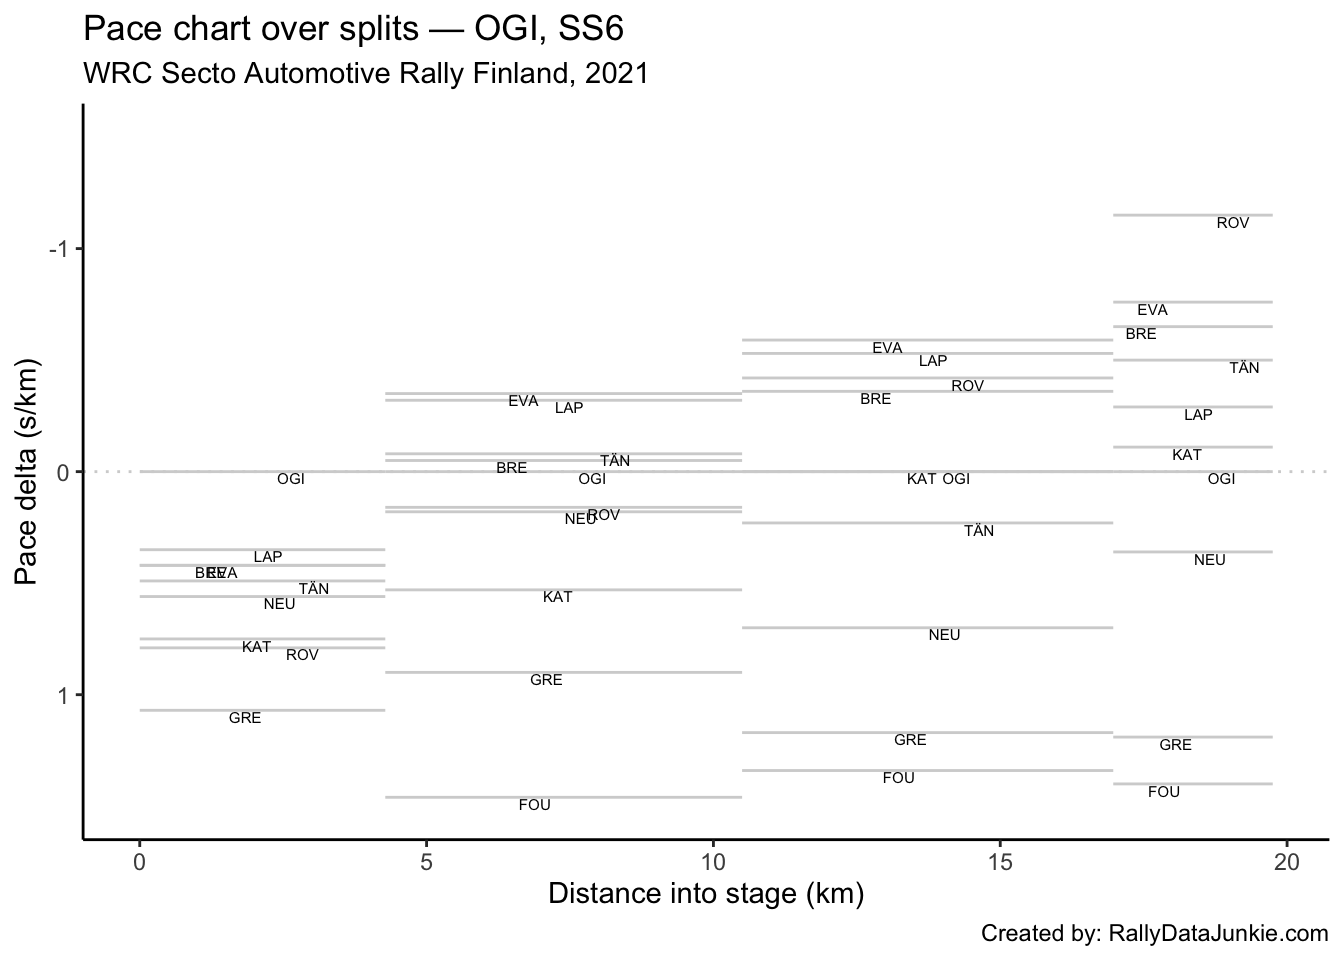 Pace chart over splits — OGI, SS6
WRC Secto Automotive Rally Finland, 2021
Pace delta (s/km)
-1
0
1
OGI
LAP
BRE
EVA
TÄN
NEU
KAT
ROV
GRE
EVA
LAP
TÄN
BRE
OGI
ROV
NEU
KAT
GRE
FOU
EVA
LAP
ROV
BRE
KAT OGI
TÄN
NEU
GRE
FOU
ROV
EVA
BRE
TÄN
LAP
KAT
OGI
NEU
GRE
FOU
0 5 10 15 20
Distance into stage (km)
Created by: RallyDataJunkie.com